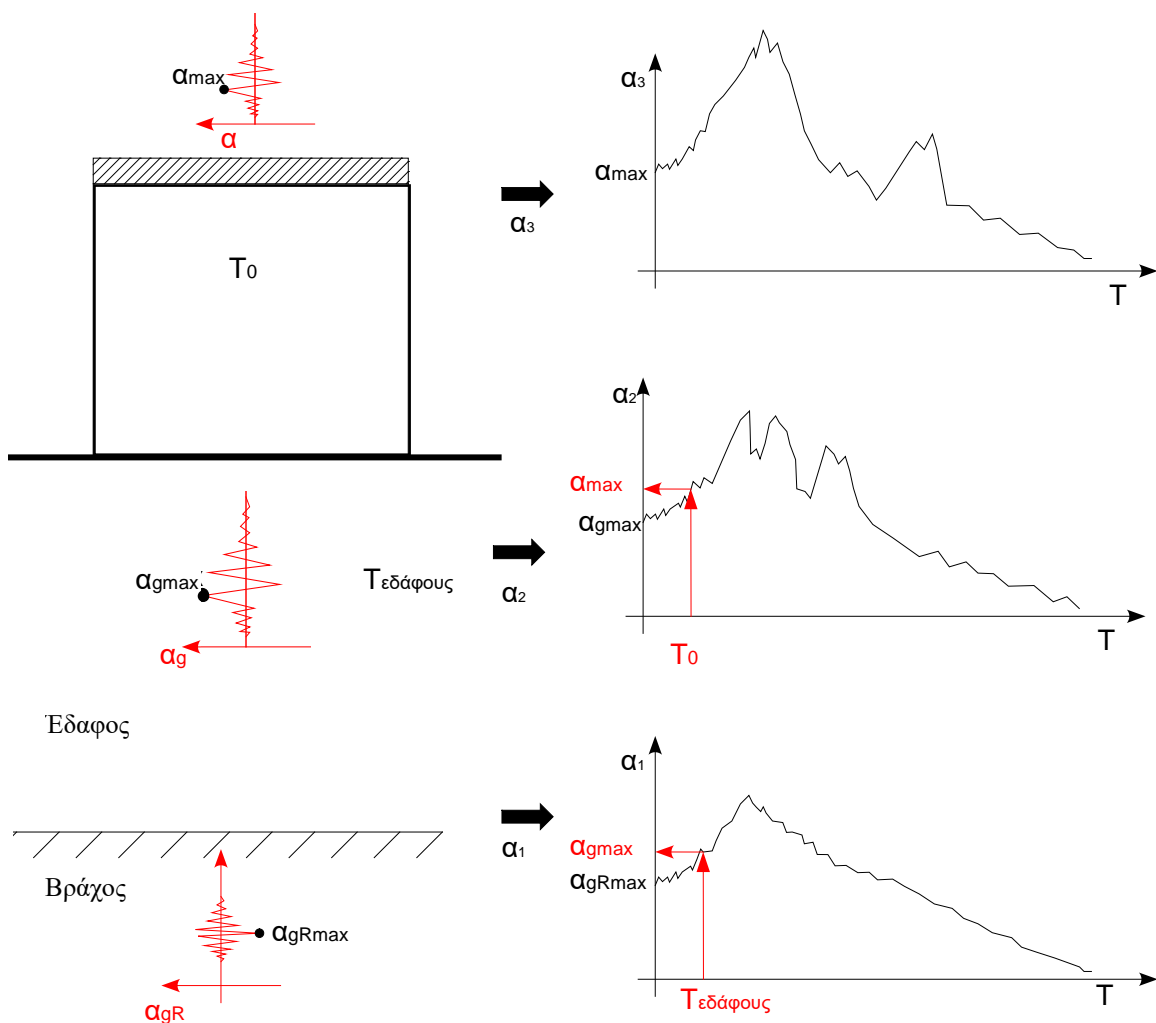 αmax
α
T0
α3
α3
αmax
T
αgmax
αg
Tεδάφους
α2
α2
αmax
αgmax
T0
T
Έδαφος
Βράχος
αgRmax
αgR
α1
α1
αgmax
αgRmax
Tεδάφους
T